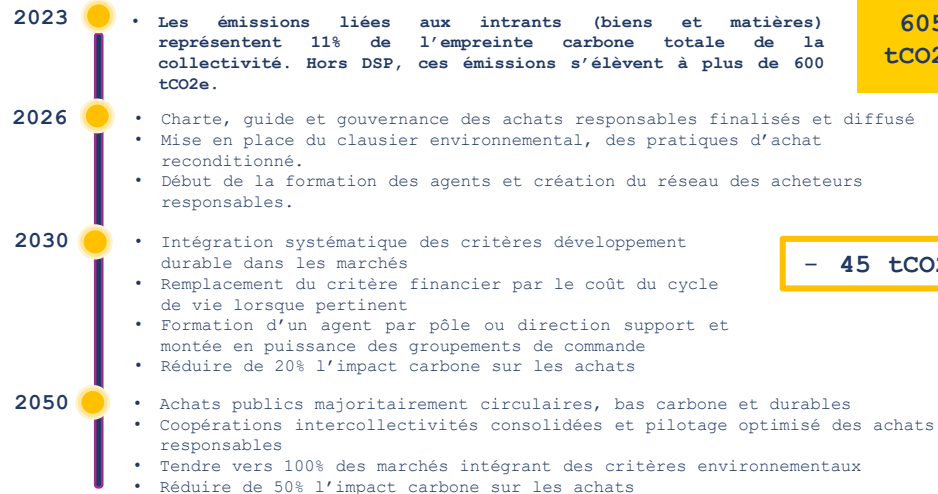 2023
• Les émissions liées aux intrants (biens et matières)
représentent 11% de l’empreinte carbone totale de la
collectivité. Hors DSP, ces émissions s’élèvent à plus de 600
tCO2e.
605
tCO2
2026
• Charte, guide et gouvernance des achats responsables finalisés et diffusé
• Mise en place du clausier environnemental, des pratiques d’achat
reconditionné.
• Début de la formation des agents et création du réseau des acheteurs
responsables.
2030
• Intégration systématique des critères développement
durable dans les marchés
• Remplacement du critère financier par le coût du cycle
de vie lorsque pertinent
• Formation d’un agent par pôle ou direction support et
montée en puissance des groupements de commande
• Réduire de 20% l’impact carbone sur les achats
– 45 tCO2
2050
• Achats publics majoritairement circulaires, bas carbone et durables
• Coopérations intercollectivités consolidées et pilotage optimisé des achats
responsables
• Tendre vers 100% des marchés intégrant des critères environnementaux
• Réduire de 50% l’impact carbone sur les achats